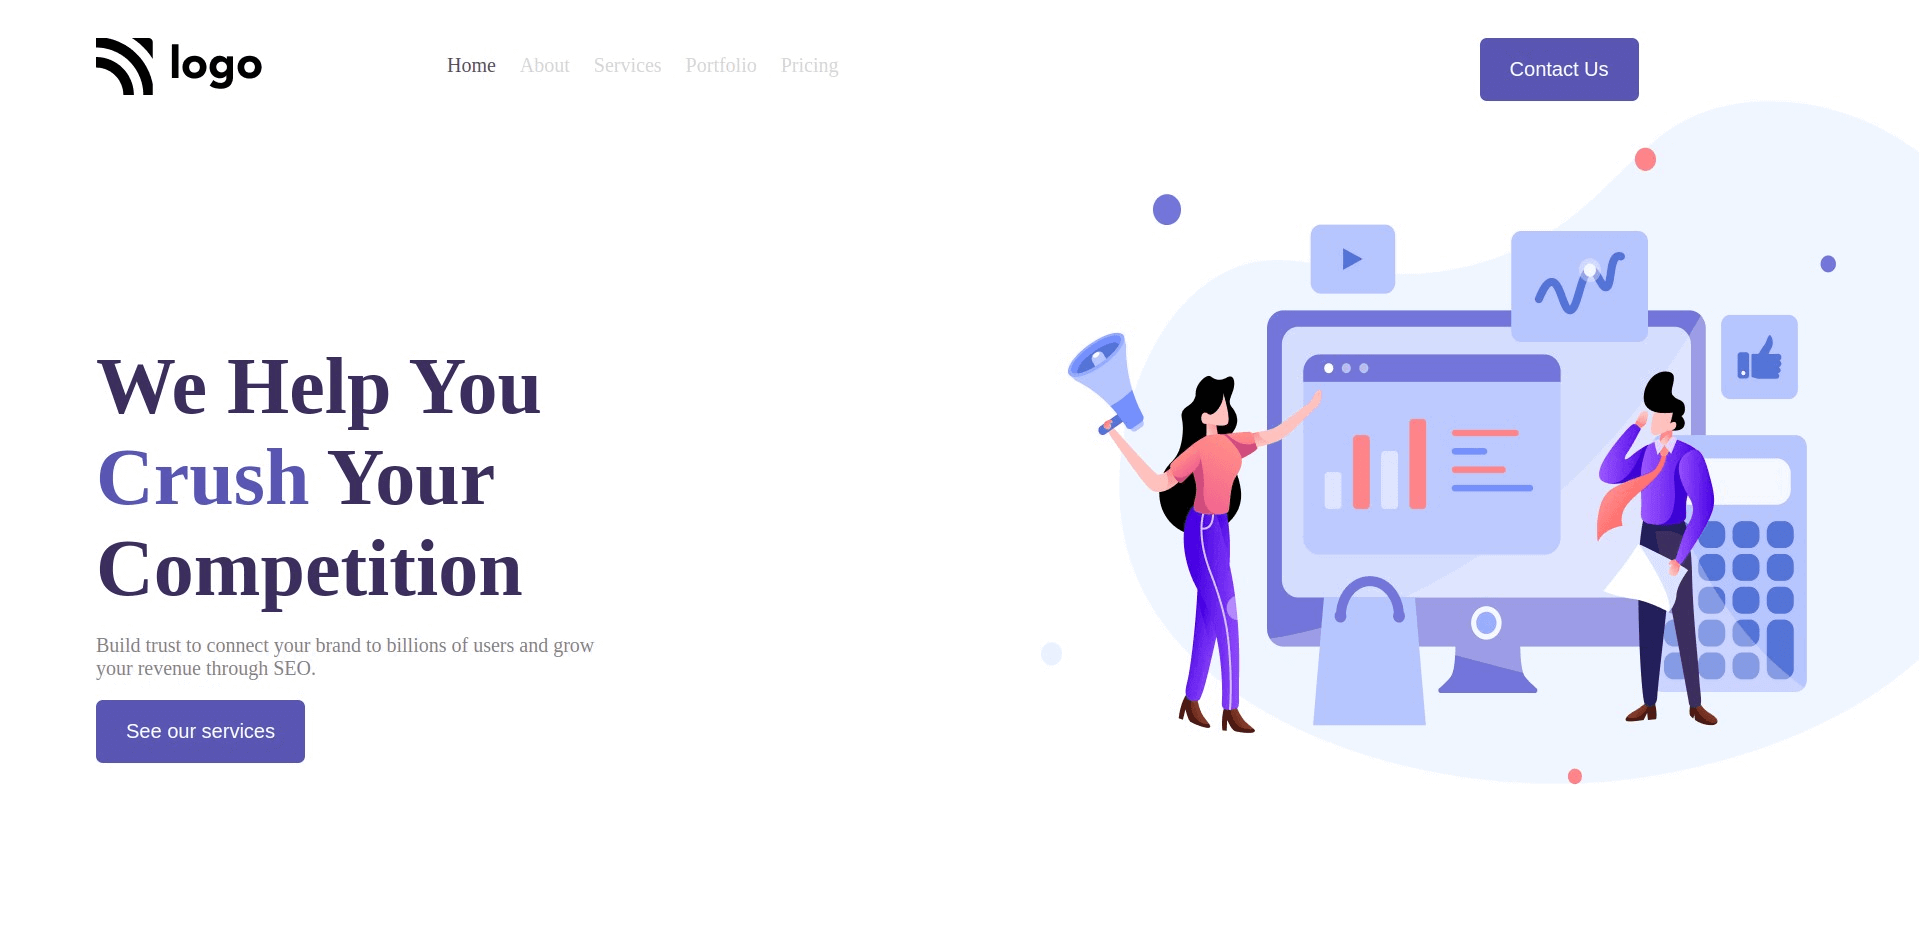 logo
Home About Services Portfolio Pricing
Contact Us
We Help You
Crush Your
Competition
Build trust to connect your brand to billions of users and grow
your revenue through SEO.
See our services